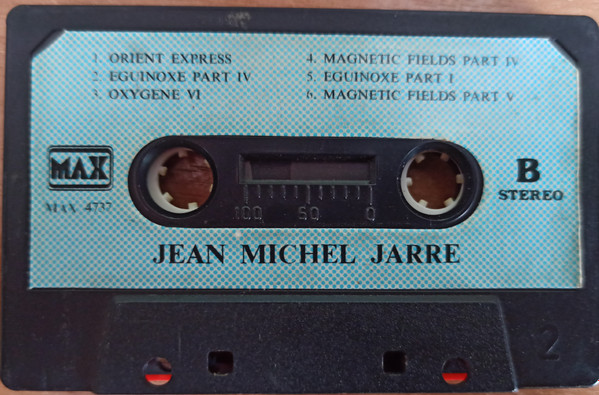 1. ORIENT EXPRESS
2. EGUINOXE PART IV
3. OXYGENE VI
4. MAGNETIC FIELDS PART IV
5. EGUINOXE PART I
6. MAGNETIC FIELDS PART V
MAX
MAX 4737
100 50 0
B
STEREO
JEAN MICHEL JARRE
2